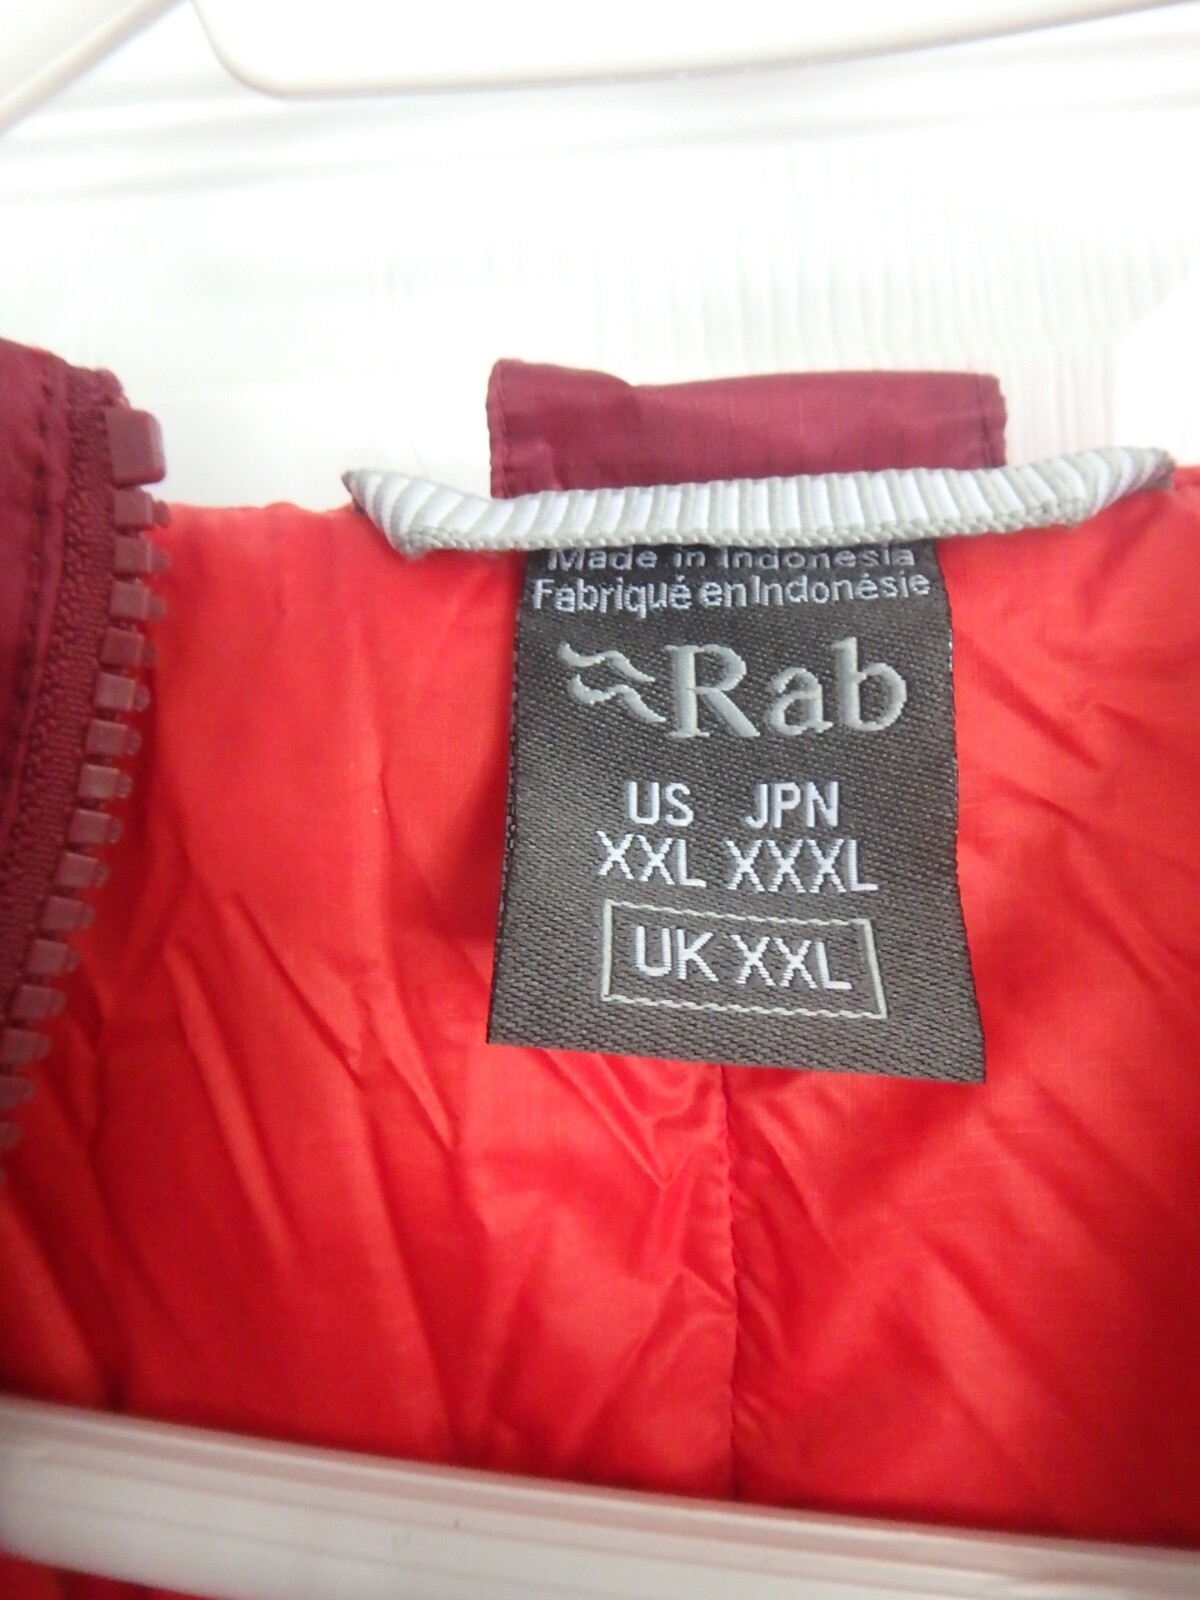 Made in Indonesia
Fabriqué en Indonésie
Rab
US JPN
XXL XXXL
UK XXL